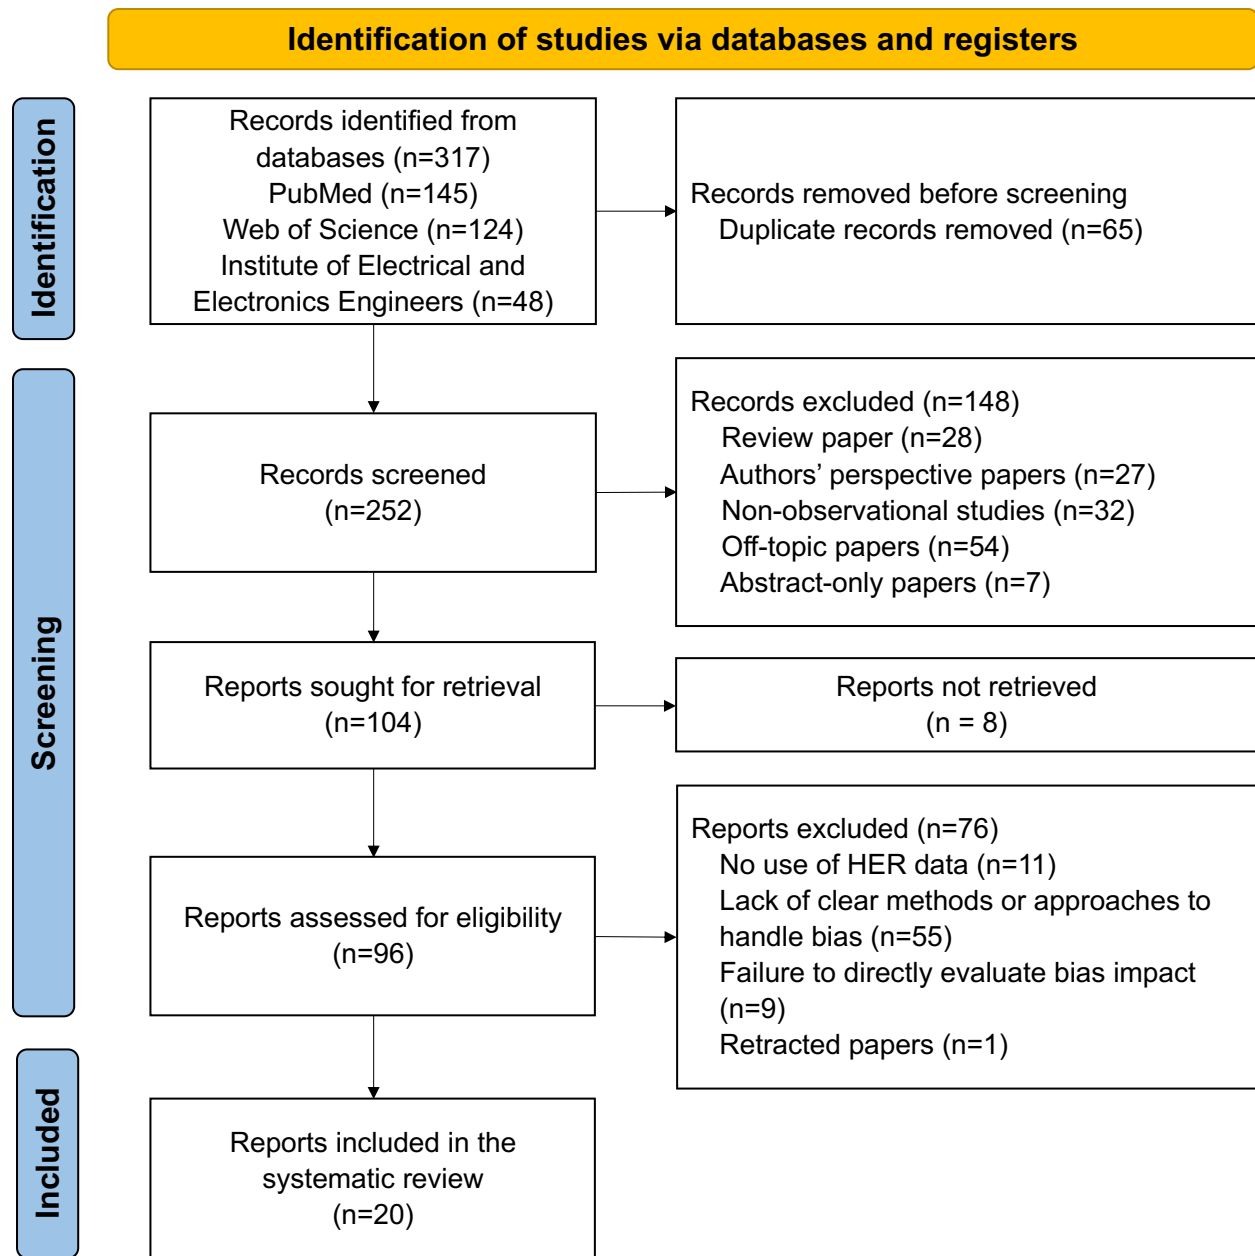 Identification of studies via databases and registers
Identification
Records identified from
databases (n=317)
PubMed (n=145)
Web of Science (n=124)
Institute of Electrical and
Electronics Engineers (n=48)
Records removed before screening
Duplicate records removed (n=65)
Screening
Records screened
(n=252)
Records excluded (n=148)
Review paper (n=28)
Authors’ perspective papers (n=27)
Non-observational studies (n=32)
Off-topic papers (n=54)
Abstract-only papers (n=7)
Reports sought for retrieval
(n=104)
Reports not retrieved
(n = 8)
Reports assessed for eligibility
(n=96)
Reports excluded (n=76)
No use of HER data (n=11)
Lack of clear methods or approaches to
handle bias (n=55)
Failure to directly evaluate bias impact
(n=9)
Retracted papers (n=1)
Included
Reports included in the
systematic review
(n=20)